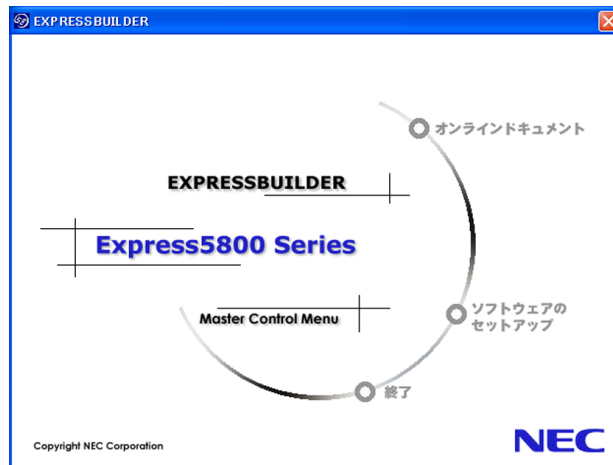 EXPRESSBUILDER
オンラインドキュメント
EXPRESSBUILDER
Express5800 Series
Master Control Menu
ソフトウェアの
セットアップ
終了
Copyright NEC Corporation
NEC